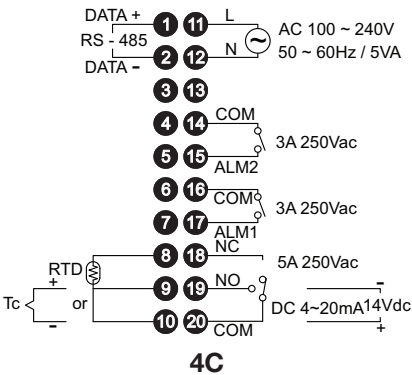 DATA + 1 11 L AC 100 ~ 240V
RS - 485
DATA - 2 12 N 50 ~ 60Hz / 5VA
3 13
4 14 COM
3A 250Vac
5 15 ALM2
6 16 COM
3A 250Vac
7 17 ALM1
8 18 NC 5A 250Vac
RTD
+ 9 19 NO -
Tc or DC 4~20mA 14Vdc
- 10 20 COM +
4C